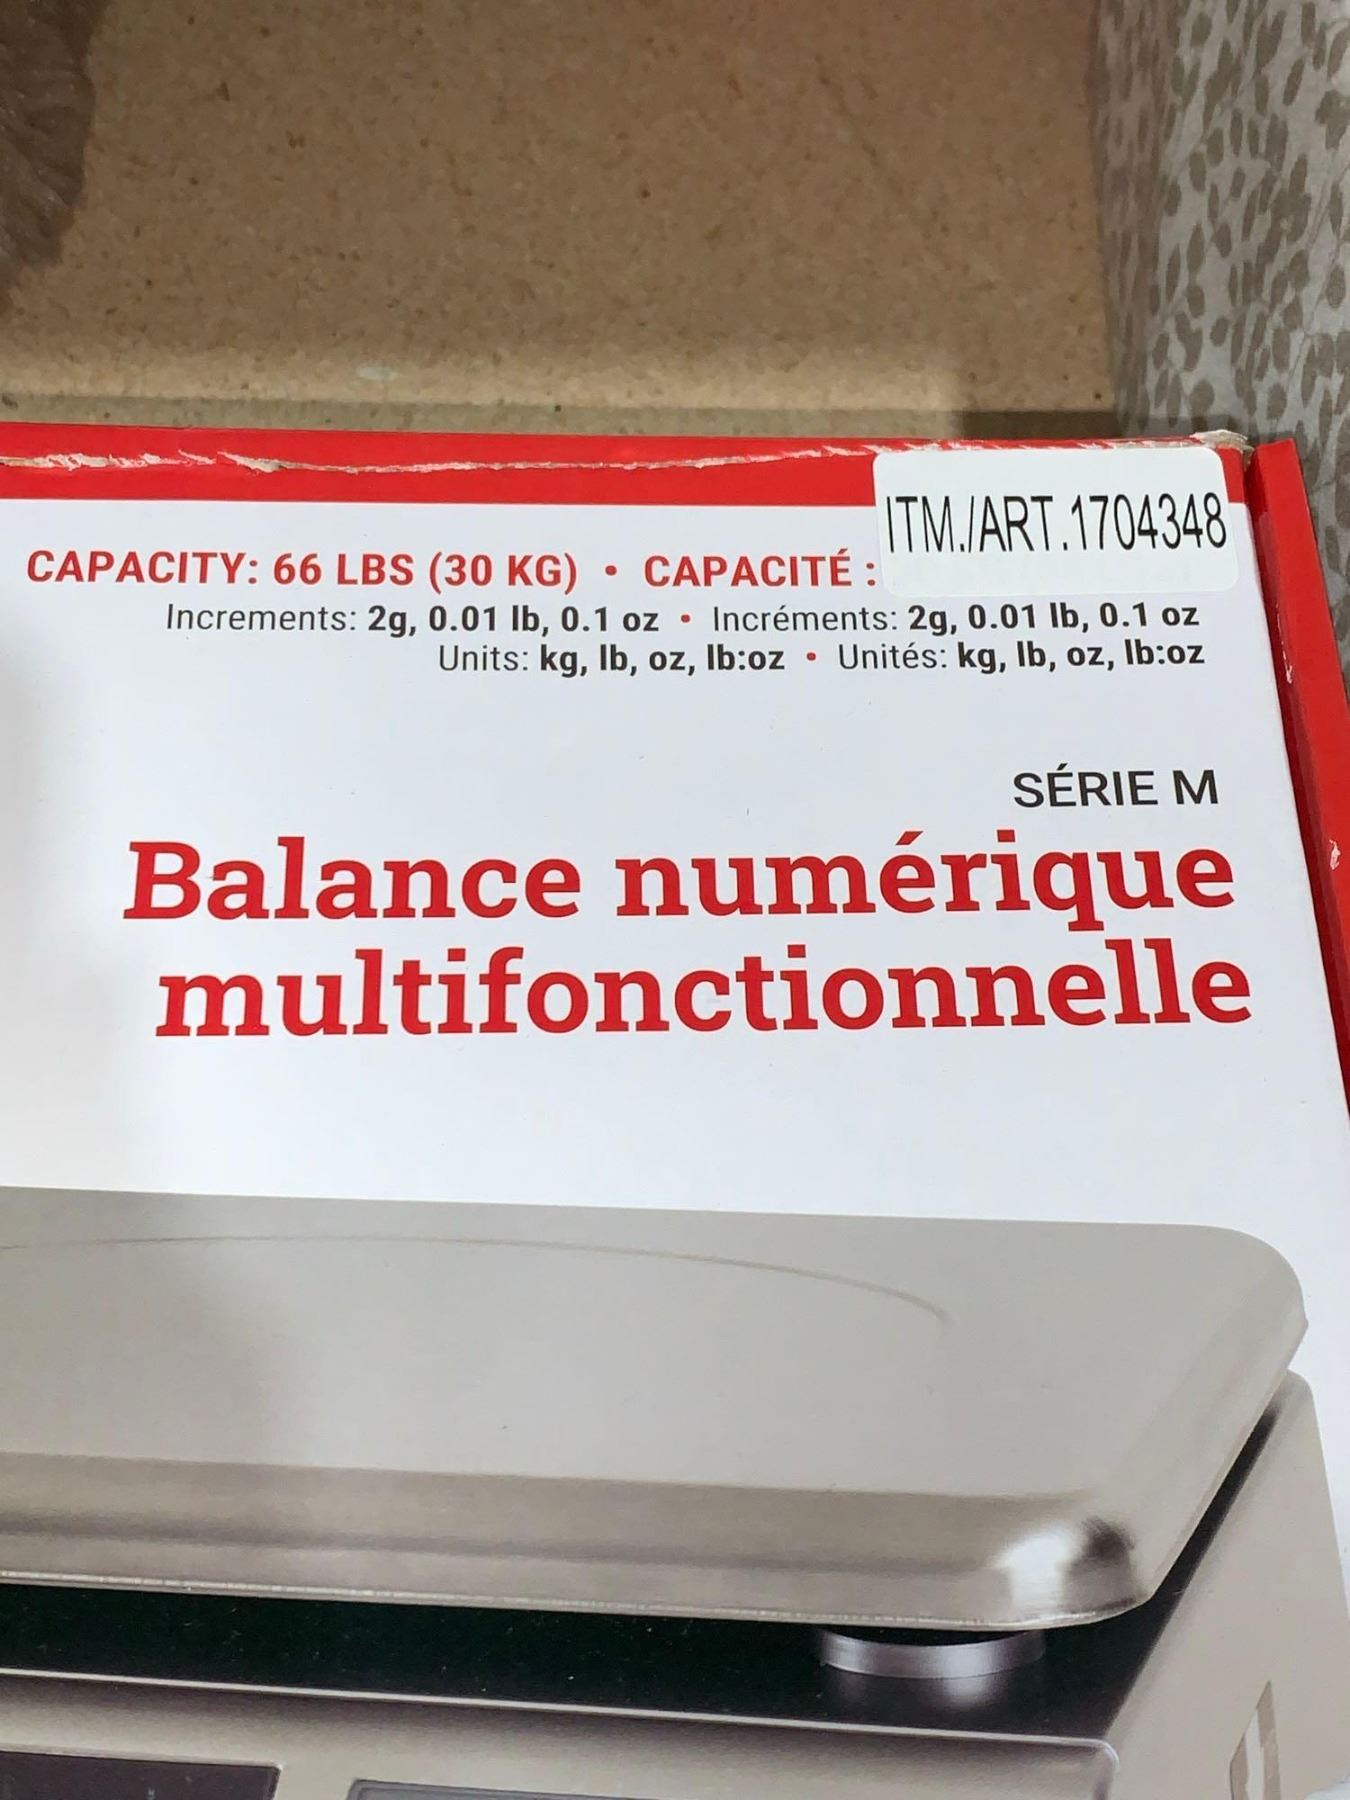 ITM./ART.1704348
CAPACITY: 66 LBS (30 KG) • CAPACITÉ :
Increments: 2g, 0.01 lb, 0.1 oz • Incréments: 2g, 0.01 lb, 0.1 oz
Units: kg, lb, oz, lb:oz • Unités: kg, lb, oz, lb:oz
SÉRIE M
Balance numérique
multifonctionnelle